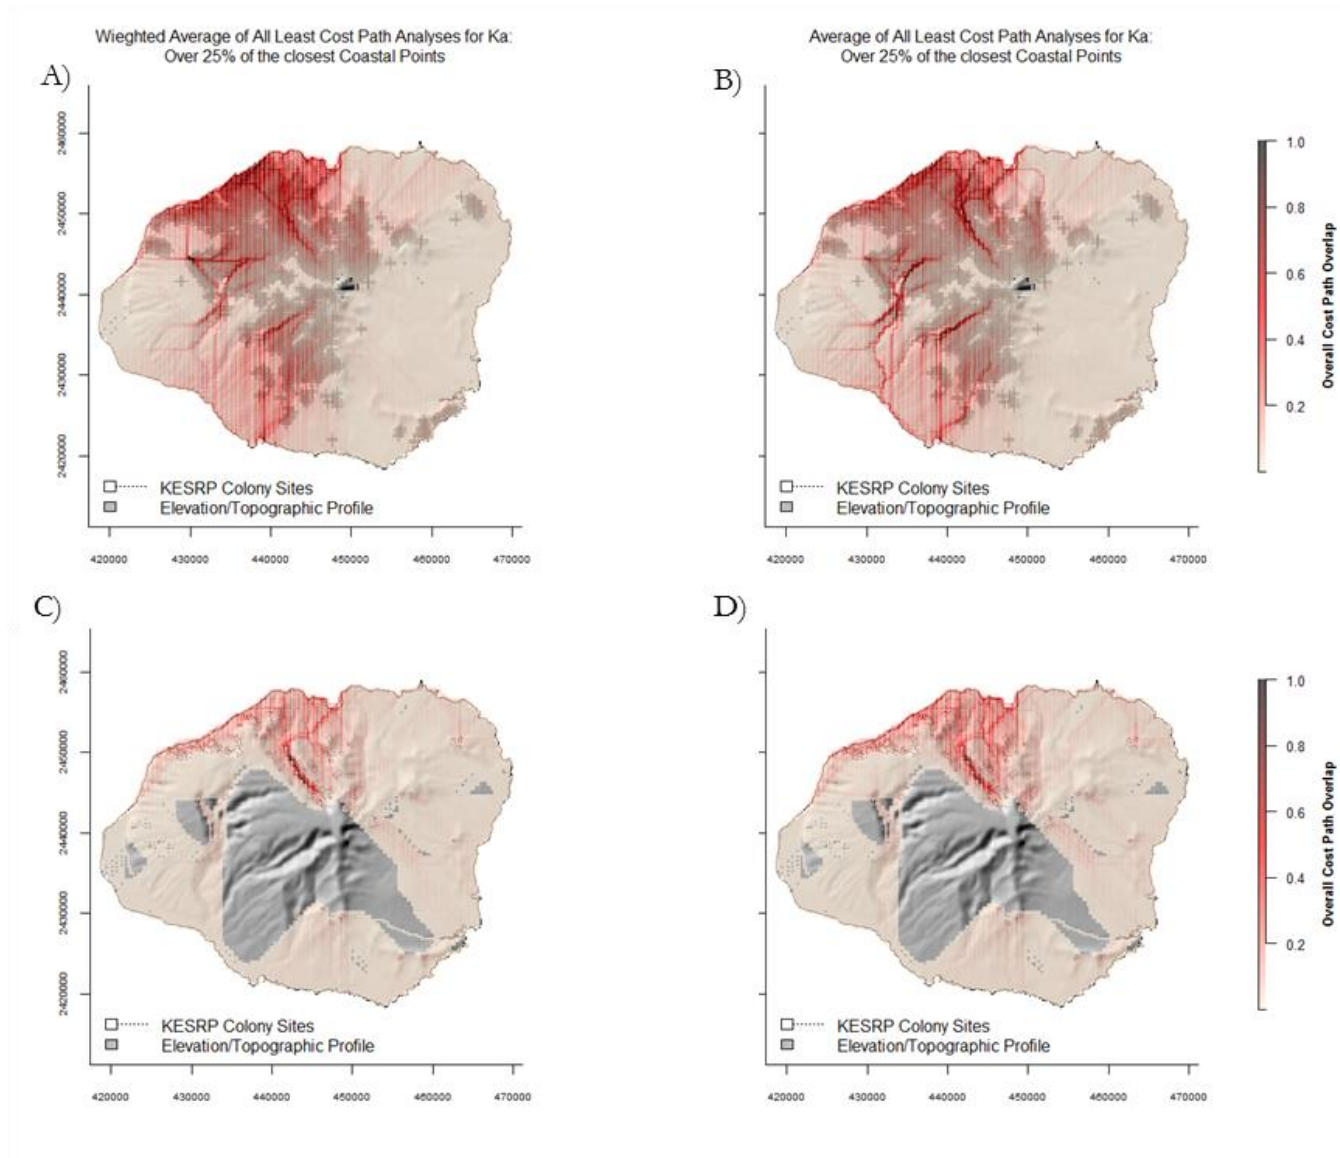 Wieghted Average of All Least Cost Path Analyses for Ka:
Over 25% of the closest Coastal Points
Average of All Least Cost Path Analyses for Ka:
Over 25% of the closest Coastal Points
A)
2460000
2450000
2440000
2430000
2420000
KESRP Colony Sites
Elevation/Topographic Profile
420000 430000 440000 450000 460000 470000
B)
KESRP Colony Sites
Elevation/Topographic Profile
420000 430000 440000 450000 460000 470000
1.0
0.8
0.6
0.4
0.2
Overall Cost Path Overlap
C)
2460000
2450000
2440000
2430000
2420000
KESRP Colony Sites
Elevation/Topographic Profile
420000 430000 440000 450000 460000 470000
D)
KESRP Colony Sites
Elevation/Topographic Profile
420000 430000 440000 450000 460000 470000
1.0
0.8
0.6
0.4
0.2
Overall Cost Path Overlap